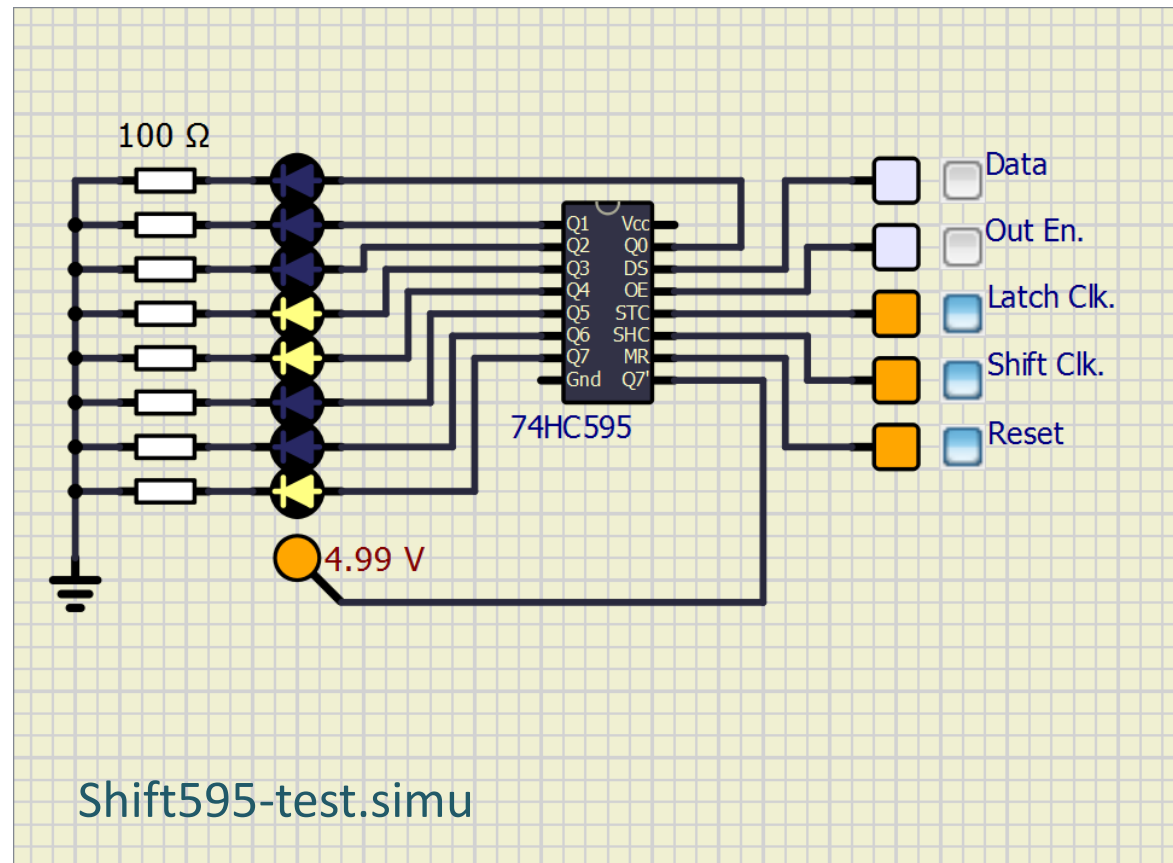 100 Ω
Data
Out En.
Latch Clk.
Shift Clk.
Reset
Q1 Vcc
Q2 Q0
Q3 DS
Q4 OE
Q5 STC
Q6 SHC
Q7 MR
Gnd Q7'
74HC595
4.99 V
Shift595-test.simu